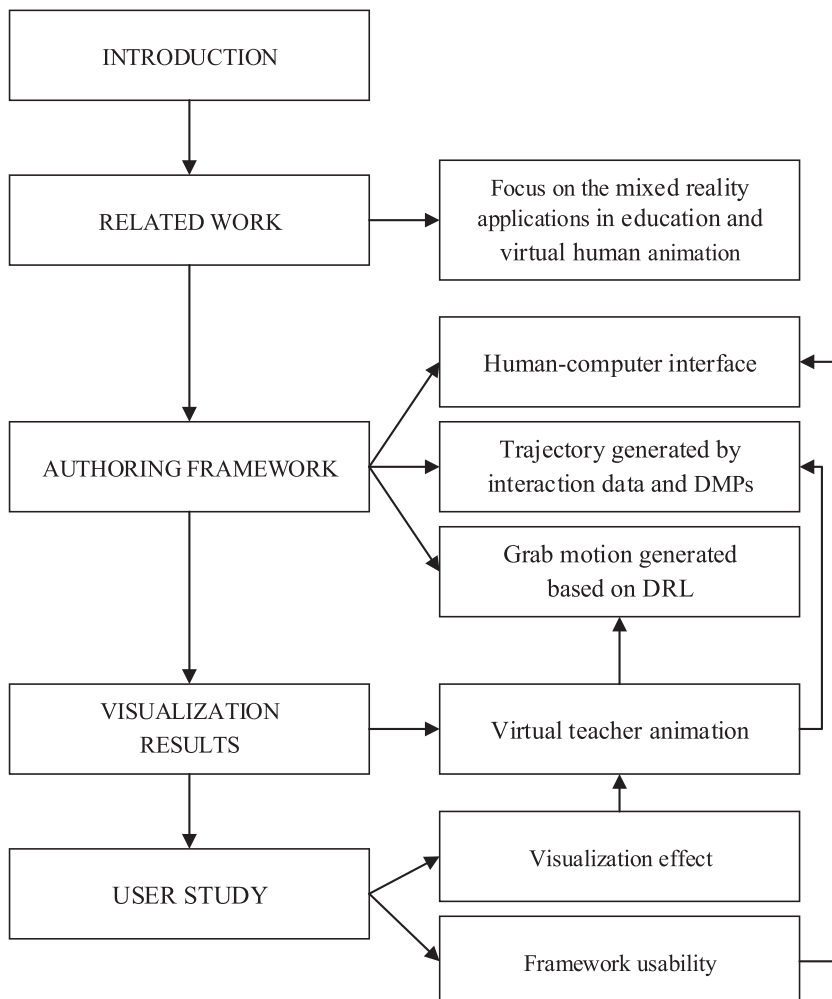 INTRODUCTION
RELATED WORK
Focus on the mixed reality
applications in education and
virtual human animation
Human-computer interface
AUTHORING FRAMEWORK
Trajectory generated by
interaction data and DMPs
Grab motion generated
based on DRL
VISUALIZATION
RESULTS
Virtual teacher animation
Visualization effect
USER STUDY
Framework usability